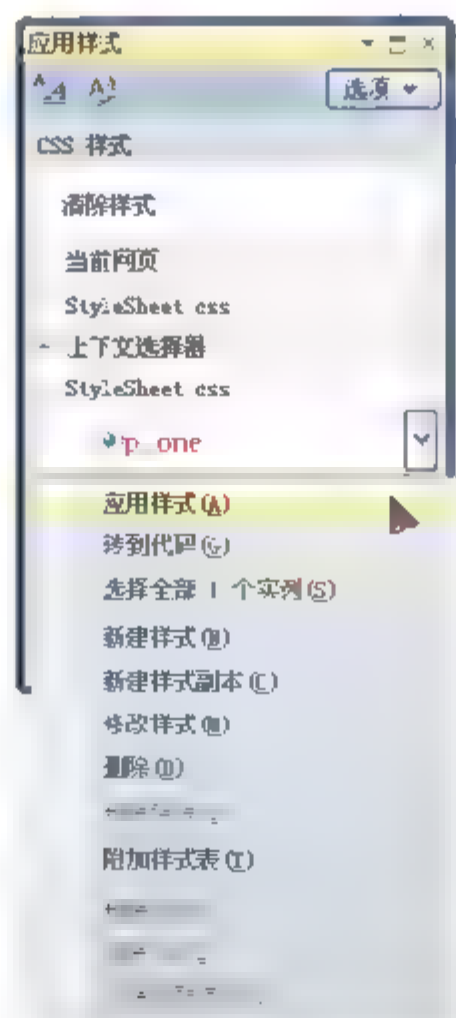 应用样式
选项
CSS 样式
清除样式
当前网页
StyleSheet css
上下文选择器
StyleSheet css
p one
应用样式(A)
转到代码(G)
选择全部 1 个实例(S)
新建样式(N)
新建样式副本(C)
修改样式(M)
删除(D)
附加样式表(T)